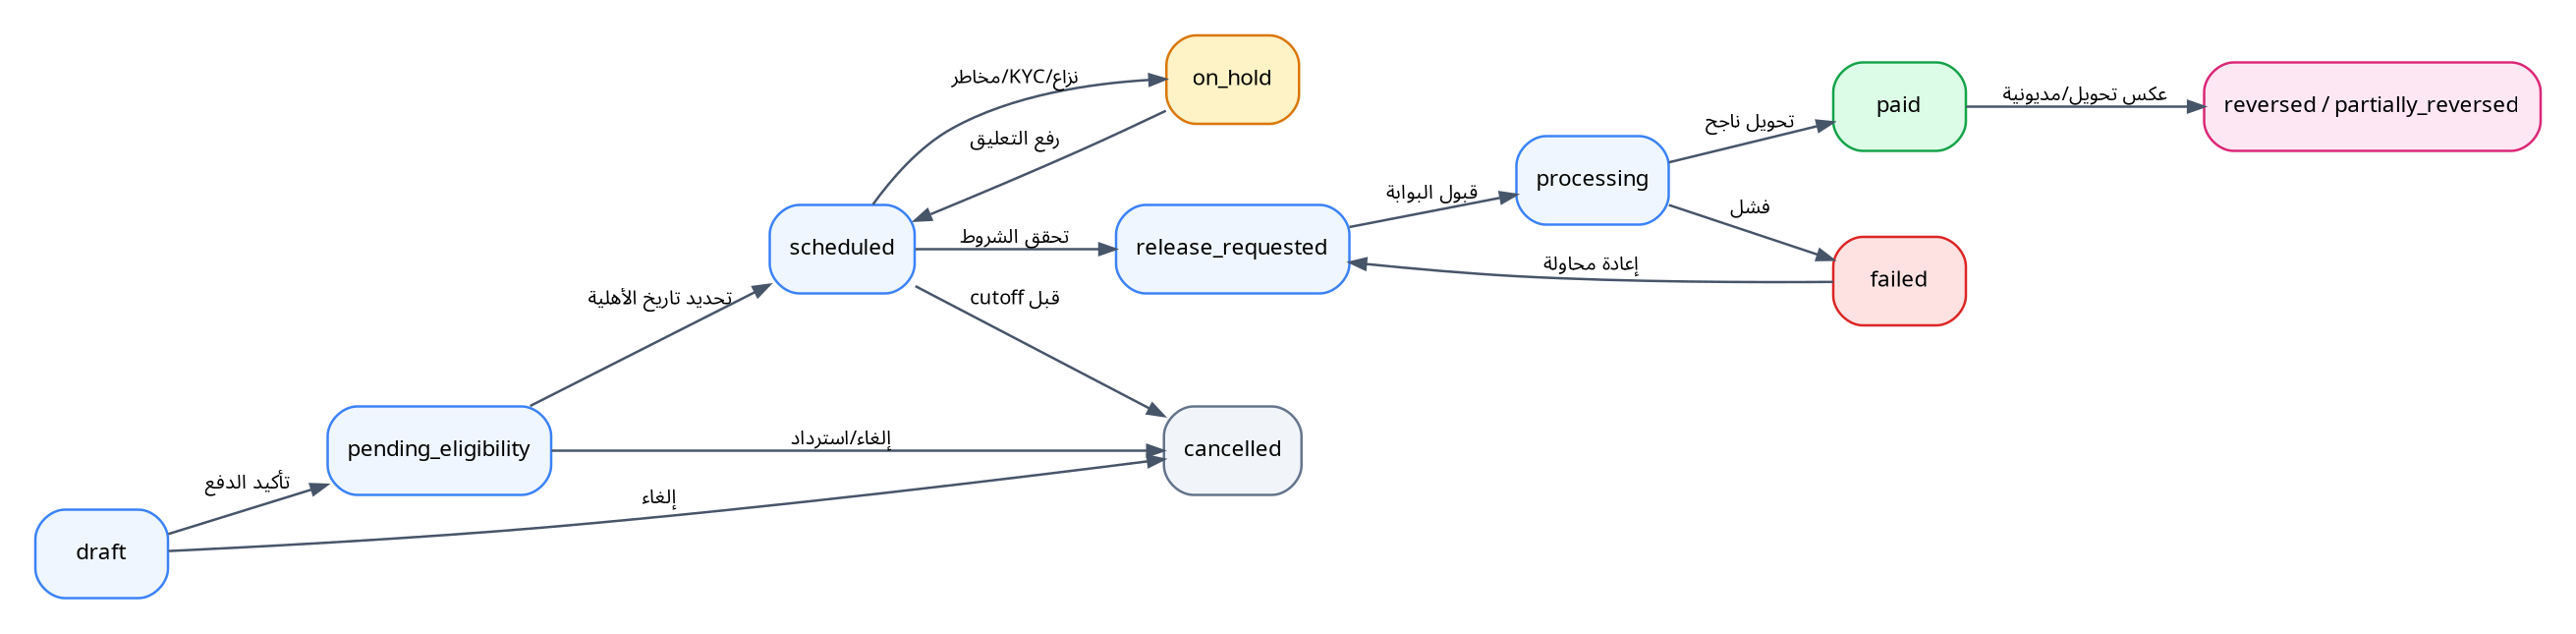 on_hold
نزاع/KYC/مخاطر
paid
عكس تحويل/مديونية
reversed / partially_reversed
تحويل ناجح
رفع التعليق
processing
قبول البوابة
فشل
scheduled
تحقق الشروط
release_requested
إعادة محاولة
failed
تحديد تاريخ الأهلية
قبل cutoff
pending_eligibility
إلغاء/استرداد
cancelled
تأكيد الدفع
إلغاء
draft